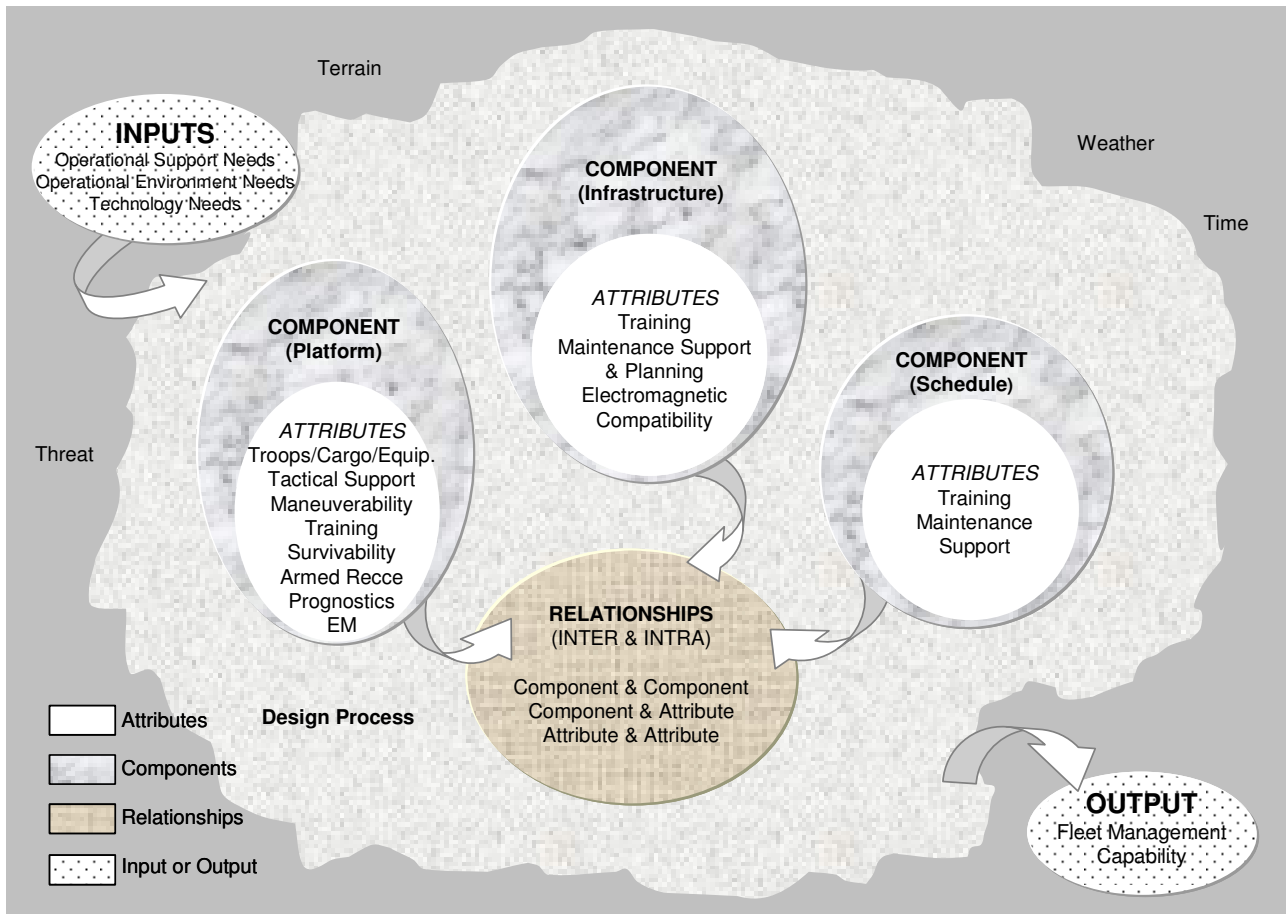 Terrain
Weather
Time
Threat
INPUTS
Operational Support Needs
Operational Environment Needs
Technology Needs
COMPONENT
(Infrastructure)
ATTRIBUTES
Training
Maintenance Support
& Planning
Electromagnetic
Compatibility
COMPONENT
(Platform)
ATTRIBUTES
Troops/Cargo/Equip.
Tactical Support
Maneuverability
Training
Survivability
Armed Recce
Prognostics
EM
COMPONENT
(Schedule)
ATTRIBUTES
Training
Maintenance
Support
RELATIONSHIPS
(INTER & INTRA)
Component & Component
Component & Attribute
Attribute & Attribute
Design Process
Attributes
Components
Relationships
Input or Output
OUTPUT
Fleet Management
Capability